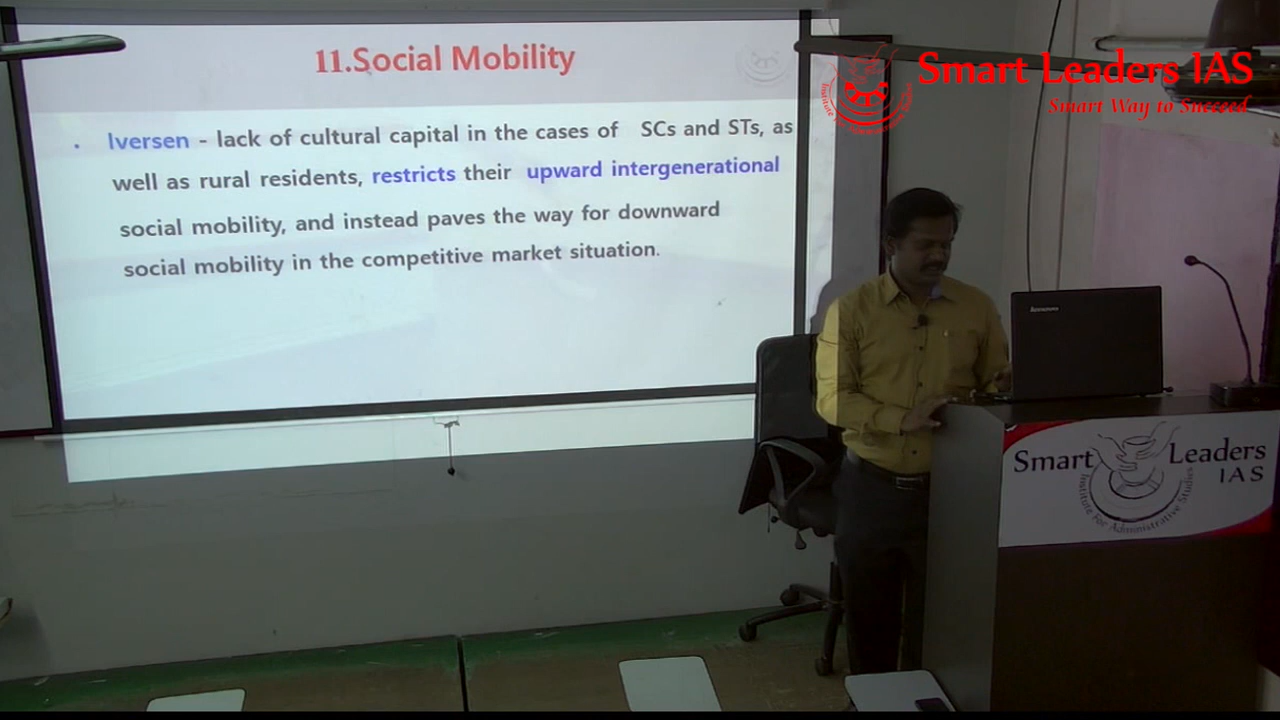 11.Social Mobility
Smart Leaders IAS
Smart Way to Succeed
. Iversen - lack of cultural capital in the cases of SCs and STs, as
well as rural residents, restricts their upward intergenerational
social mobility, and instead paves the way for downward
social mobility in the competitive market situation.
lenovo
Smart Leaders
IAS
Institute For Administrative Studies